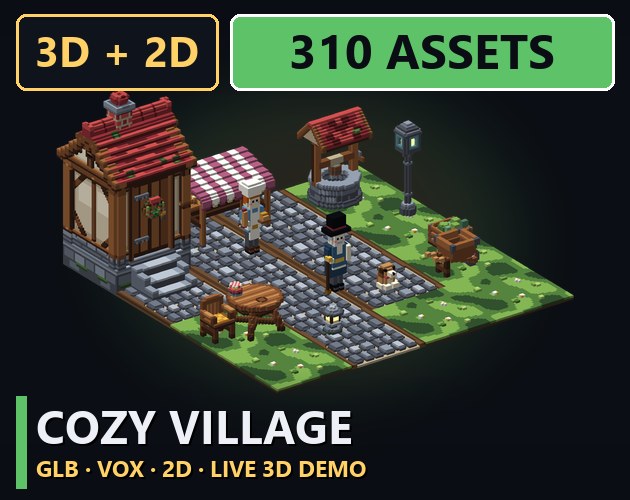 3D + 2D
310 ASSETS
COZY VILLAGE
GLB · VOX · 2D · LIVE 3D DEMO